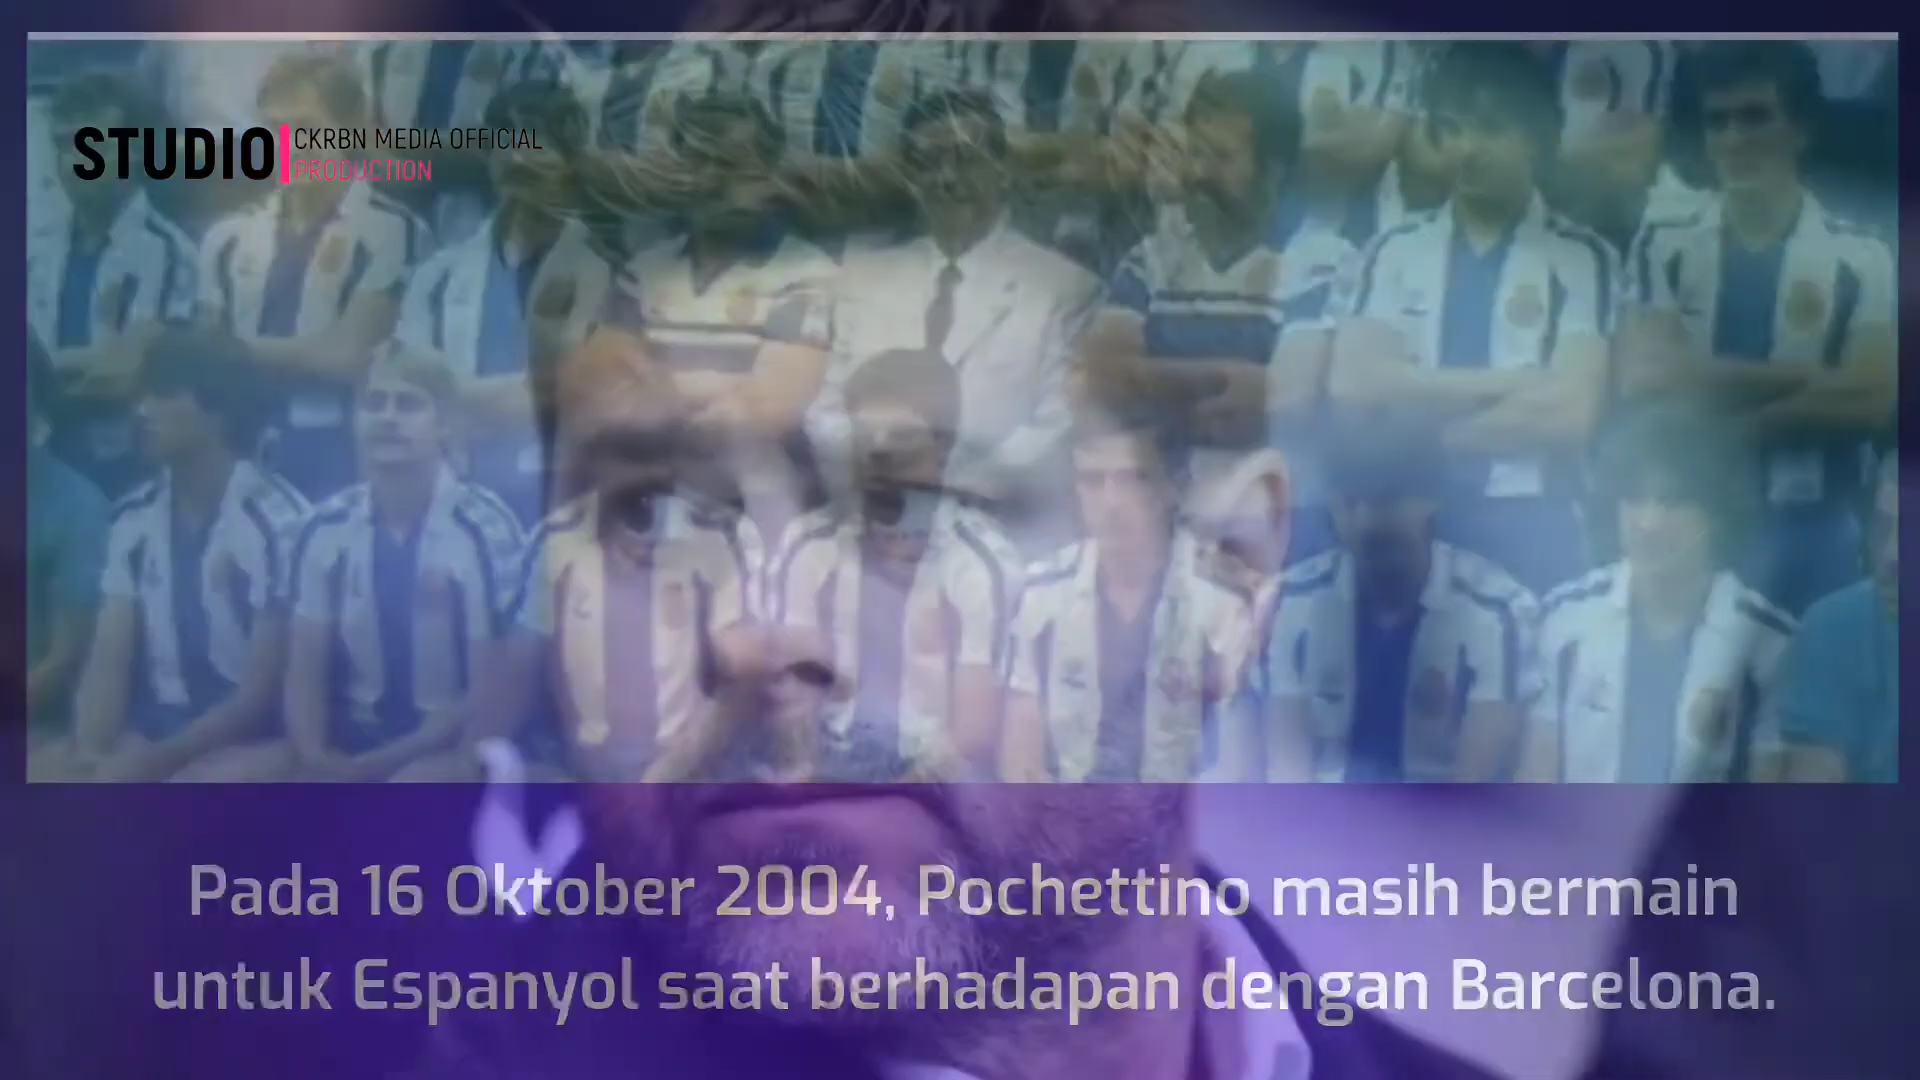 STUDIO
CKRBN MEDIA OFFICIAL
PRODUCTION
Pada 16 Oktober 2004, Pochettino masih bermain
untuk Espanyol saat berhadapan dengan Barcelona.